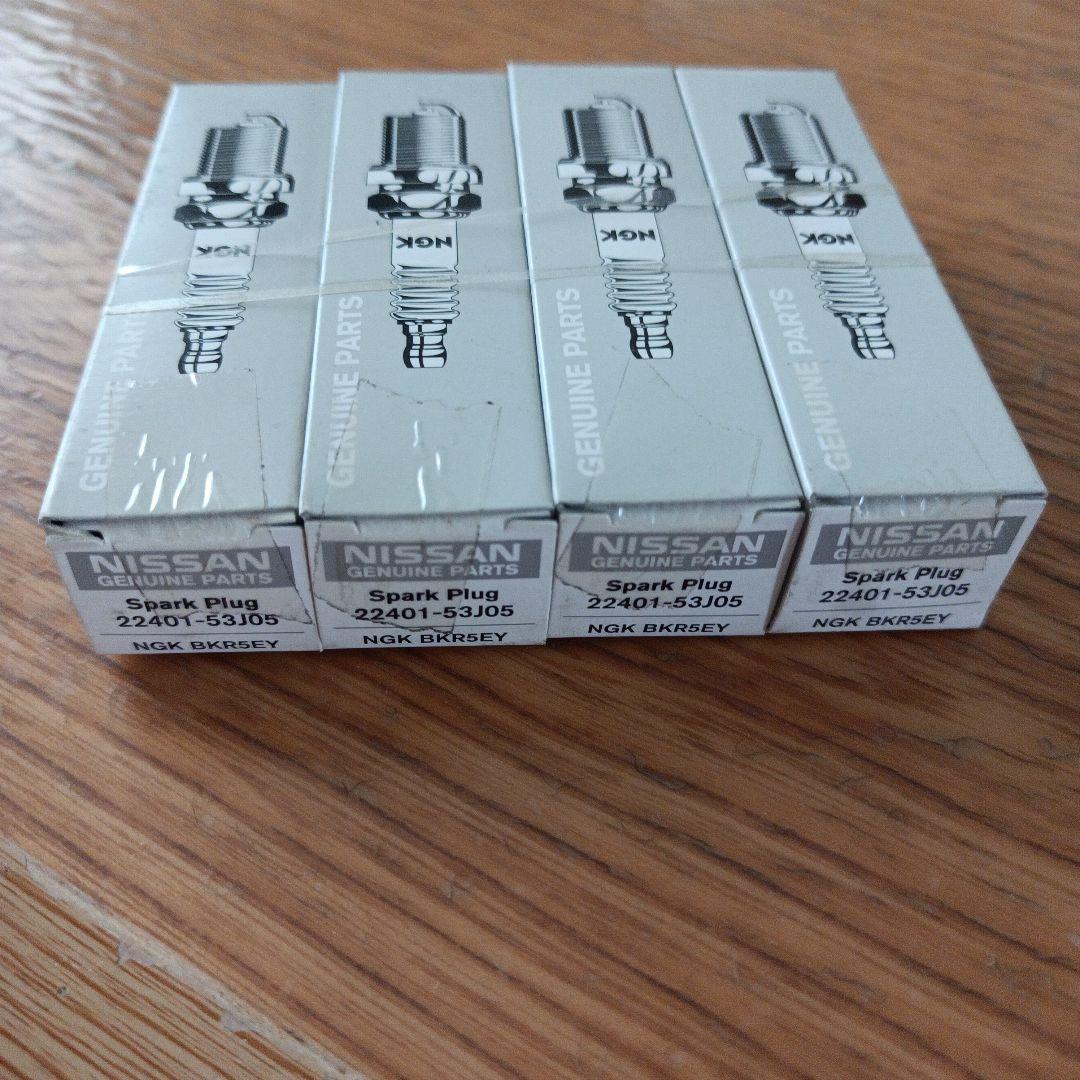 NGK
GENUINE PARTS
NISSAN
GENUINE PARTS
Spark Plug
22401-53J05
NGK BKR5EY
NGK
GENUINE PARTS
NISSAN
GENUINE PARTS
Spark Plug
22401-53J05
NGK BKR5EY
NGK
GENUINE PARTS
NISSAN
GENUINE PARTS
Spark Plug
22401-53J05
NGK BKR5EY
NGK
GENUINE PARTS
NISSAN
GENUINE PARTS
Spark Plug
22401-53J05
NGK BKR5EY